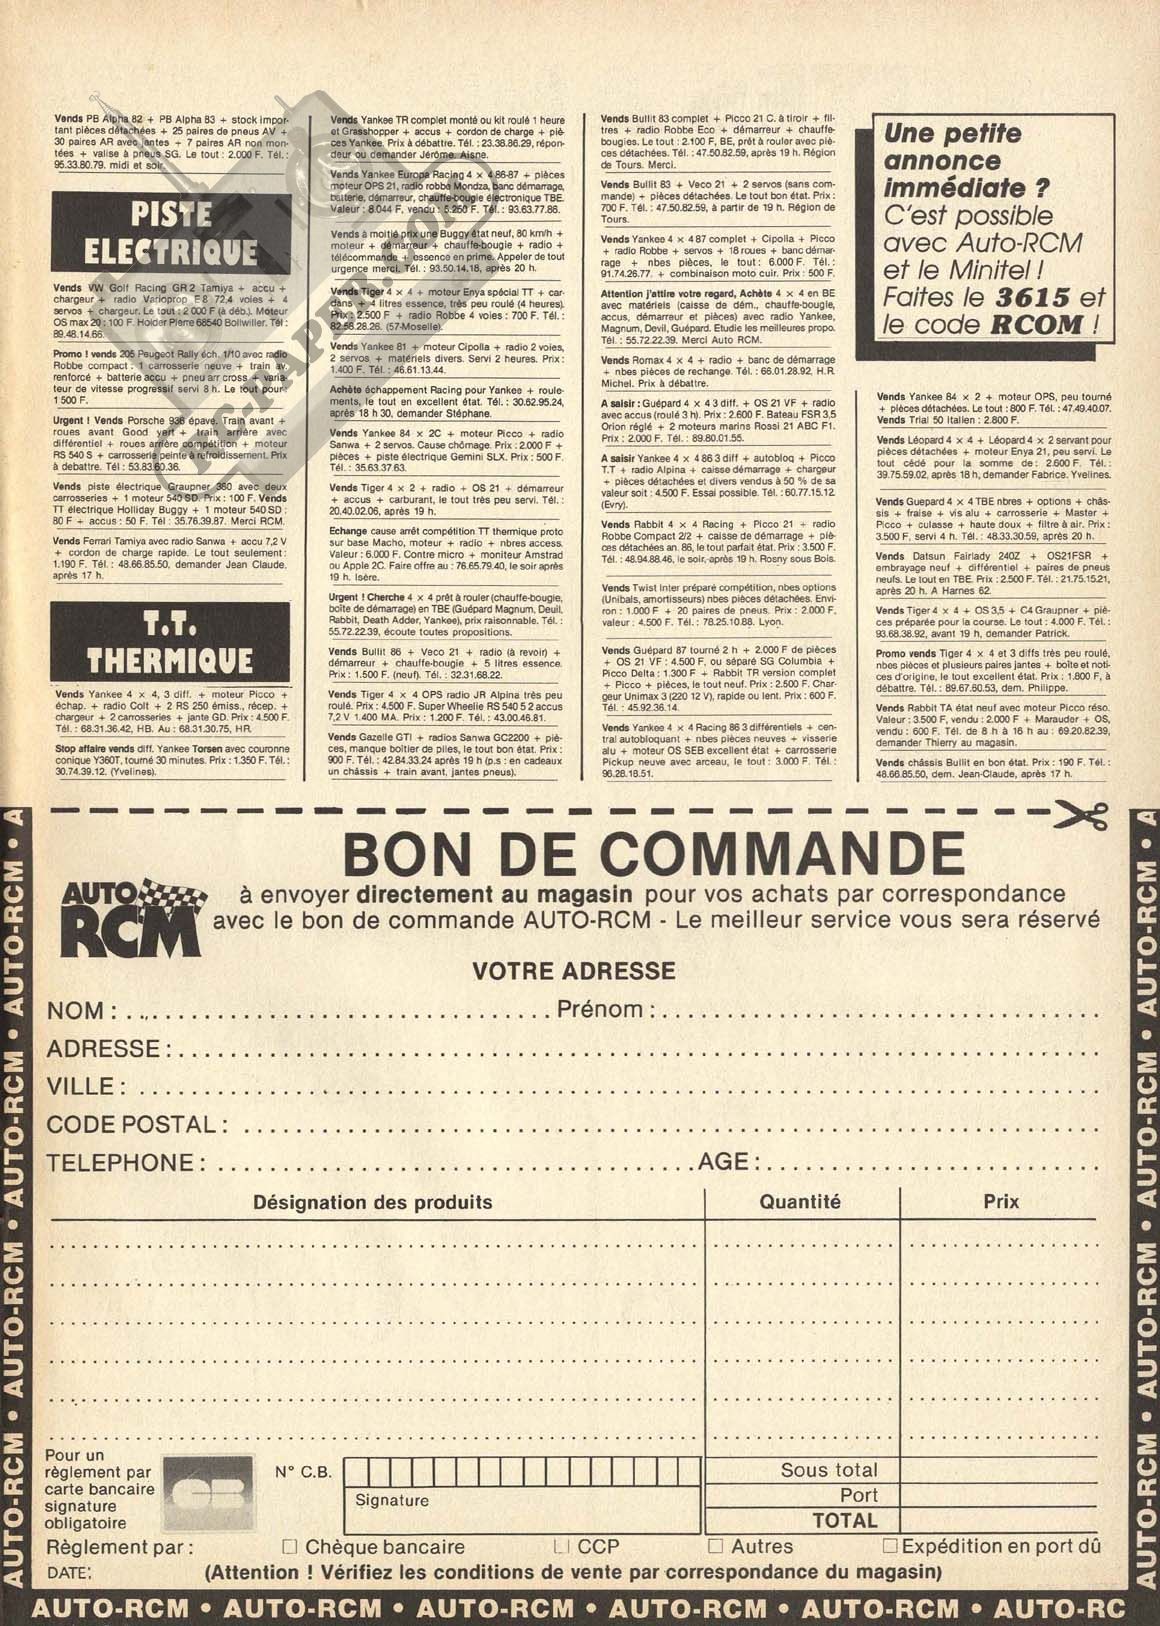 Vends PB Alpha 82 + PB Alpha 83 + stock impor-
tant pièces détachées + 25 paires de pneus AV +
30 paires AR avec jantes + 7 paires AR non mon-
tées + valise à pneus SG. Le tout : 2.000 F. Tél. :
95.33.80.79. midi et soir.
PISTE
ELECTRIQUE
Vends VW Golf Racing GR 2 Tamiya + accu +
chargeur + radio Varioprop E8 72,4 voies + 4
servos + chargeur. Le tout : 2 000 F (à déb.). Moteur
OS max 20 : 100 F. Holder Pierre 68540 Bollwiller. Tél :
89.48.14.66.
Promo ! vends 205 Peugeot Rally éch. 1/10 avec radio
Robbe compact : 1 carrosserie neuve + train av.
renforcé + batterie accu + pneu arr cross + varia-
teur de vitesse progressif servi 8 h. Le tout pour :
1 500 F.
Urgent ! Vends Porsche 936 épave. Train avant +
roues avant Good yert + train arrière avec
différentiel + roues arrière compétition + moteur
RS 540 S + carrosserie peinte à refroidissement. Prix
à debattre. Tél : 53.83.60.36.
Vends piste électrique Graupner 360 avec deux
carrosseries + 1 moteur 540 SD. Prix : 100 F. Vends
TT électrique Holliday Buggy + 1 moteur 540 SD :
80 F + accus : 50 F. Tél : 35.76.39.87. Merci RCM.
Vends Ferrari Tamiya avec radio Sanwa + accu 7,2 V
+ cordon de charge rapide. Le tout seulement :
1.190 F. Tél. : 48.66.85.50, demander Jean Claude,
après 17 h.
T.T.
THERMIQUE
Vends Yankee 4 × 4, 3 diff. + moteur Picco +
échap. + radio Colt + 2 RS 250 émiss., récep. +
chargeur + 2 carrosseries + jante GD. Prix : 4.500 F.
Tél. : 68.31.36.42, HB. Au : 68.31.30.75, HR.
Stop affaire vends diff. Yankee Torsen avec couronne
conique Y360T, tourné 30 minutes. Prix : 1.350 F. Tél. :
30.74.39.12. (Yvelines).
Vends Yankee TR complet monté ou kit roulé 1 heure
et Grasshopper + accus + cordon de charge + piè-
ces Yankee. Prix à débattre. Tél. : 23.38.86.29, répon-
deur ou demander Jérôme. Aisne.
Vends Yankee Europa Racing 4 × 4 86-87 + pièces
moteur OPS 21, radio robbé Mondza, banc démarrage,
batterie, démarreur, chauffe-bougie électronique TBE.
Valeur : 8.044 F, vendu : 5.250 F. Tél. : 93.63.77.86.
Vends à moitié prix une Buggy état neuf, 80 km/h +
moteur + démarreur + chauffe-bougie + radio +
télécommande + essence en prime. Appeler de tout
urgence merci. Tél. : 93.50.14.18, après 20 h.
Vends Tiger 4 × 4 + moteur Enya spécial TT + car-
dans + 4 litres essence, très peu roulé (4 heures).
Prix : 2.500 F + radio Robbe 4 voies : 700 F. Tél. :
82.56.28.26. (57-Moselle).
Vends Yankee 81 + moteur Cipolla + radio 2 voies,
2 servos + matériels divers. Servi 2 heures. Prix :
1.400 F. Tél. : 46.61.13.44.
Achète échappement Racing pour Yankee + roule-
ments, le tout en excellent état. Tél. : 30.62.95.24,
après 18 h 30, demander Stéphane.
Vends Yankee 84 × 2C + moteur Picco + radio
Sanwa + 2 servos. Cause chômage. Prix : 2.000 F +
pièces + piste électrique Gemini SLX. Prix : 500 F.
Tél. : 35.63.37.63.
Vends Tiger 4 × 2 + radio + OS 21 + démarreur
+ accus + carburant, le tout très peu servi. Tél. :
20.40.02.06, après 19 h.
Echange cause arrêt compétition TT thermique proto
sur base Macho, moteur + radio + nbres access.
Valeur : 6.000 F. Contre micro + moniteur Amstrad
ou Apple 2C. Faire offre au : 76.65.79.40, le soir après
19 h. Isère.
Urgent ! Cherche 4 × 4 prêt à rouler (chauffe-bougie,
boîte de démarrage) en TBE (Guépard Magnum, Deuil,
Rabbit, Death Adder, Yankee), prix raisonnable. Tél. :
55.72.22.39, écoute toutes propositions.
Vends Bullit 86 + Veco 21 + radio (à revoir) +
démarreur + chauffe-bougie + 5 litres essence.
Prix : 1.500 F. (neuf). Tél. : 32.31.68.22.
Vends Tiger 4 × 4 OPS radio JR Alpina très peu
roulé. Prix : 4.500 F. Super Wheelie RS 540 5 2 accus
7,2 V 1.400 MA. Prix : 1.200 F. Tél. : 43.00.46.81.
Vends Gazelle GTI + radios Sanwa GC2200 + piè-
ces, manque boîtier de piles, le tout bon état. Prix :
900 F. Tél. : 42.84.33.24 après 19 h (p.s : en cadeaux
un châssis + train avant, jantes pneus).
Vends Bullit 83 complet + Picco 21 C. à tiroir + fil-
tres + radio Robbe Eco + démarreur + chauffe-
bougies. Le tout : 2.100 F, BE, prêt à rouler avec piè-
ces détachées. Tél. : 47.50.82.59, après 19 h. Région
de Tours. Merci.
Vends Bullit 83 + Veco 21 + 2 servos (sans com-
mande) + pièces détachées. Le tout bon état. Prix :
700 F. Tél. : 47.50.82.59, à partir de 19 h. Région de
Tours.
Vends Yankee 4 × 4 87 complet + Cipolla + Picco
+ radio Robbe + servos + 18 roues + banc démar-
rage + nbes pièces, le tout : 6.000 F. Tél. :
91.74.26.77. + combinaison moto cuir. Prix : 500 F.
Attention j'attire votre regard, Achète 4 × 4 en BE
avec matériels (caisse de dém., chauffe-bougie,
accus, démarreur et pièces) avec radio Yankee,
Magnum, Devil, Guépard. Etudie les meilleures propo.
Tél. : 55.72.22.39. Merci Auto RCM.
Vends Romax 4 × 4 + radio + banc de démarrage
+ nbes pièces de rechange. Tél. : 66.01.28.92, H.R.
Michel. Prix à débattre.
A saisir : Guépard 4 × 4 3 diff. + OS 21 VF + radio
avec accus (roulé 3 h). Prix : 2.600 F. Bateau FSR 3,5
Orion réglé + 2 moteurs marins Rossi 21 ABC F1.
Prix : 2.000 F. Tél. : 89.80.01.55.
A saisir Yankee 4 × 4 86 3 diff + autobloq + Picco
T.T + radio Alpina + caisse démarrage + chargeur
+ pièces détachées et divers vendus à 50 % de sa
valeur soit : 4.500 F. Essai possible. Tél. : 60.77.15.12.
(Evry).
Vends Rabbit 4 × 4 Racing + Picco 21 + radio
Robbe Compact 2/2 + caisse de démarrage + piè-
ces détachées an. 86, le tout parfait état. Prix : 3.500 F.
Tél. : 48.94.88.46, le soir, après 19 h. Rosny sous Bois.
Vends Twist Inter préparé compétition, nbes options
(Unibals, amortisseurs) nbes pièces détachées. Envi-
ron : 1.000 F + 20 paires de pneus. Prix : 2.000 F,
valeur : 4.500 F. Tél. : 78.25.10.88. Lyon.
Vends Guépard 87 tourné 2 h + 2.000 F de pièces
+ OS 21 VF : 4.500 F, ou séparé SG Columbia +
Picco Delta : 1.300 F + Rabbit TR version complet
+ Picco + pièces, le tout neuf. Prix : 2.500 F. Char-
geur Unimax 3 (220 12 V), rapide ou lent. Prix : 600 F.
Tél. : 45.92.36.14.
Vends Yankee 4 × 4 Racing 86 3 différentiels + cen-
tral autobloquant + nbes pièces neuves + visserie
alu + moteur OS SEB excellent état + carrosserie
Pickup neuve avec arceau, le tout : 3.000 F. Tél. :
96.28.18.51.
Une petite
annonce
immédiate ?
C'est possible
avec Auto-RCM
et le Minitel !
Faites le 3615 et
le code RCOM !
Vends Yankee 84 × 2 + moteur OPS, peu tourné
+ pièces détachées. Le tout : 800 F. Tél. : 47.49.40.07.
Vends Trial 50 Italien : 2.800 F.
Vends Léopard 4 × 4 + Léopard 4 × 2 servant pour
pièces détachées + moteur Enya 21, peu servi. Le
tout cédé pour la somme de : 2.600 F. Tél. :
39.75.59.02, après 18 h, demander Fabrice. Yvelines.
Vends Guepard 4 × 4 TBE nbres + options + châs-
sis + fraise + vis alu + carrosserie + Master +
Picco + culasse + haute doux + filtre à air. Prix :
3.500 F, servi 4 h. Tél. : 48.33.30.59, après 20 h.
Vends Datsun Fairlady 240Z + OS21FSR +
embrayage neuf + différentiel + paires de pneus
neufs. Le tout en TBE. Prix : 2.500 F. Tél. : 21.75.15.21,
après 20 h. A Harnes 62.
Vends Tiger 4 × 4 + OS 3,5 + C4 Graupner + piè-
ces préparée pour la course. Le tout : 4.000 F. Tél. :
93.68.38.92, avant 19 h, demander Patrick.
Promo vends Tiger 4 × 4 et 3 diffs très peu roulé,
nbes pièces et plusieurs paires jantes + boîte et noti-
ces d'origine, le tout excellent état. Prix : 1.800 F, à
débattre. Tél. : 89.67.60.53, dem. Philippe.
Vends Rabbit TA état neuf avec moteur Picco réso.
Valeur : 3.500 F, vendu : 2.000 F + Marauder + OS,
vendu : 600 F. Tél. de 8 h à 16 h au : 69.20.82.39,
demander Thierry au magasin.
Vends châssis Bullit en bon état. Prix : 190 F. Tél. :
48.66.85.50, dem. Jean-Claude, après 17 h.
RC-PAPER.COM
BON DE COMMANDE
AUTO RCM
à envoyer directement au magasin pour vos achats par correspondance
avec le bon de commande AUTO-RCM - Le meilleur service vous sera réservé
VOTRE ADRESSE
NOM : Prénom :
ADRESSE :
VILLE :
CODE POSTAL :
TELEPHONE : AGE :
Désignation des produits Quantité Prix
Pour un
règlement par
carte bancaire
signature
obligatoire
CB
N° C.B.
Signature
Sous total
Port
TOTAL
Règlement par : Chèque bancaire CCP Autres Expédition en port dû
DATE: (Attention ! Vérifiez les conditions de vente par correspondance du magasin)
AUTO-RCM • AUTO-RCM • AUTO-RCM • AUTO-RCM • A
AUTO-RCM • AUTO-RCM • AUTO-RCM • AUTO-RCM • A
AUTO-RCM • AUTO-RCM • AUTO-RCM • AUTO-RCM • AUTO-RCM • AUTO-RC